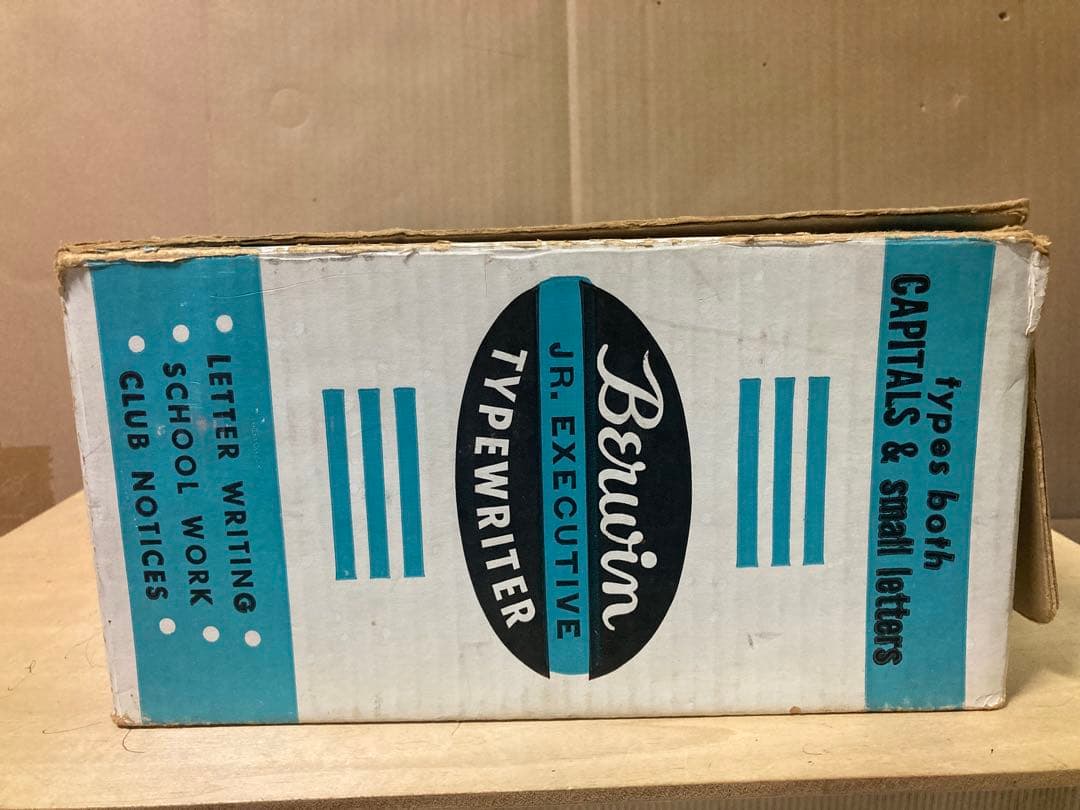 types both
CAPITALS & small letters
Berwin
JR. EXECUTIVE
TYPEWRITER
• LETTER WRITING •
• SCHOOL WORK •
• CLUB NOTICES •